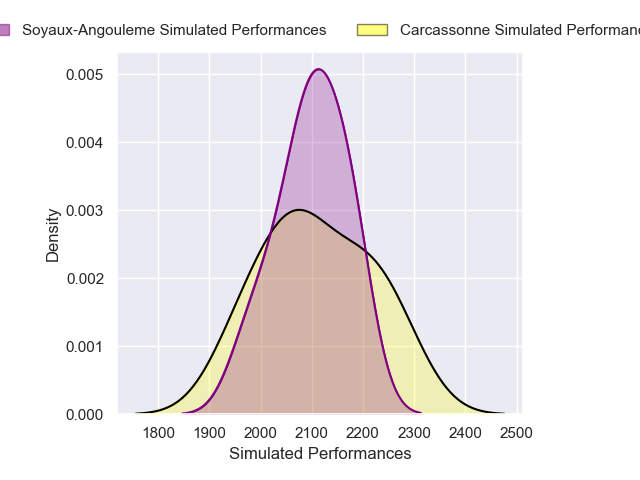 Soyaux-Angouleme Simulated Performances
Carcassonne Simulated
0.005
0.004
0.003
0.002
0.001
0.000
Density
1800 1900 2000 2100 2200 2300 2400 2500
Simulated Performances